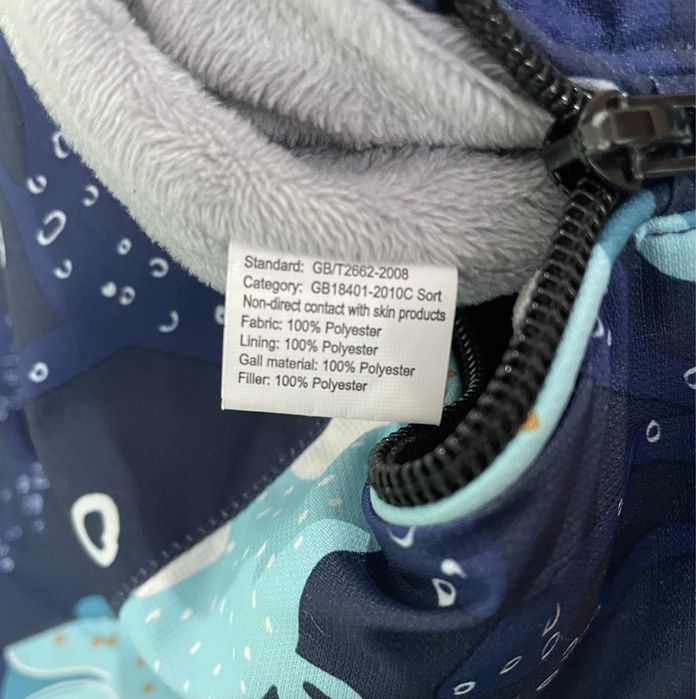 Standard: GB/T2662-2008
Category: GB18401-2010C Sort
Non-direct contact with skin products
Fabric: 100% Polyester
Lining: 100% Polyester
Gall material: 100% Polyester
Filler: 100% Polyester